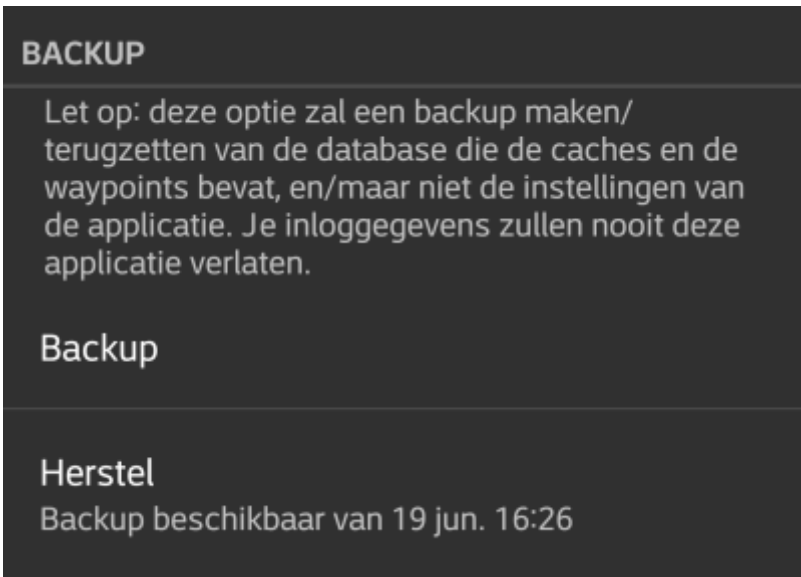 BACKUP
Let op: deze optie zal een backup maken/
terugzetten van de database die de caches en de
waypoints bevat, en/maar niet de instellingen van
de applicatie. Je inloggegevens zullen nooit deze
applicatie verlaten.
Backup
Herstel
Backup beschikbaar van 19 jun. 16:26